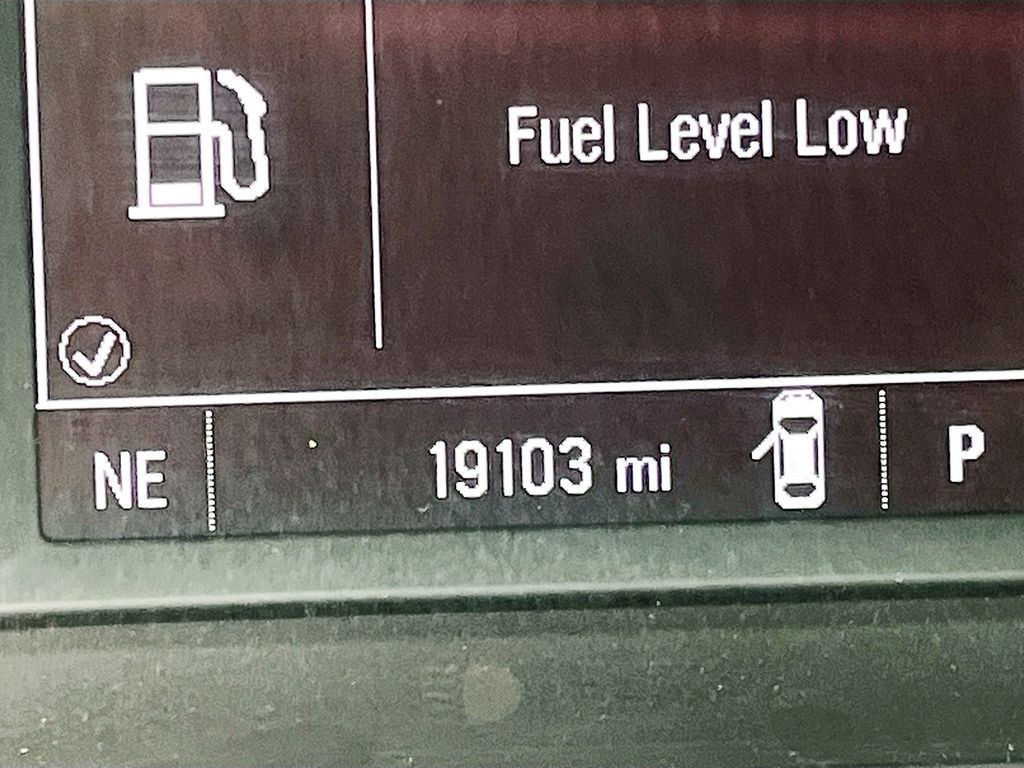 Fuel Level Low
NE
19103 mi
P